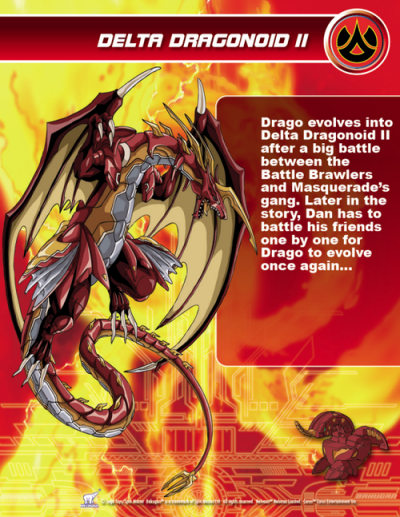 DELTA DRAGONOID II
Drago evolves into
Delta Dragonoid II
after a big battle
between the
Battle Brawlers
and Masquerade's
gang. Later in the
story, Dan has to
battle his friends
one by one for
Drago to evolve
once again...
BAKUGAN